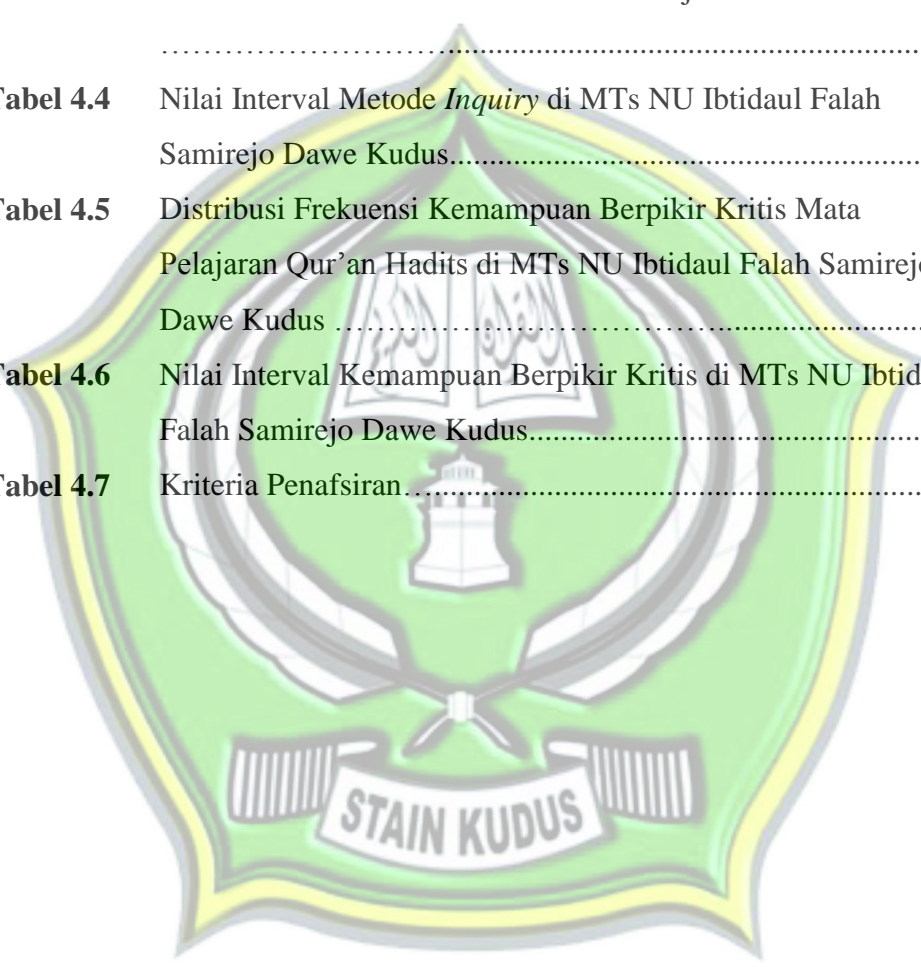 ………………………...........................................
Tabel 4.4 Nilai Interval Metode Inquiry di MTs NU Ibtidaul Falah
Samirejo Dawe Kudus.............................................
Tabel 4.5 Distribusi Frekuensi Kemampuan Berpikir Kritis Mata
Pelajaran Qur’an Hadits di MTs NU Ibtidaul Falah Samirejo
Dawe Kudus ……………………………….....................
Tabel 4.6 Nilai Interval Kemampuan Berpikir Kritis di MTs NU Ibtid
Falah Samirejo Dawe Kudus.....................................
Tabel 4.7 Kriteria Penafsiran…..............................................
STAIN KUDUS